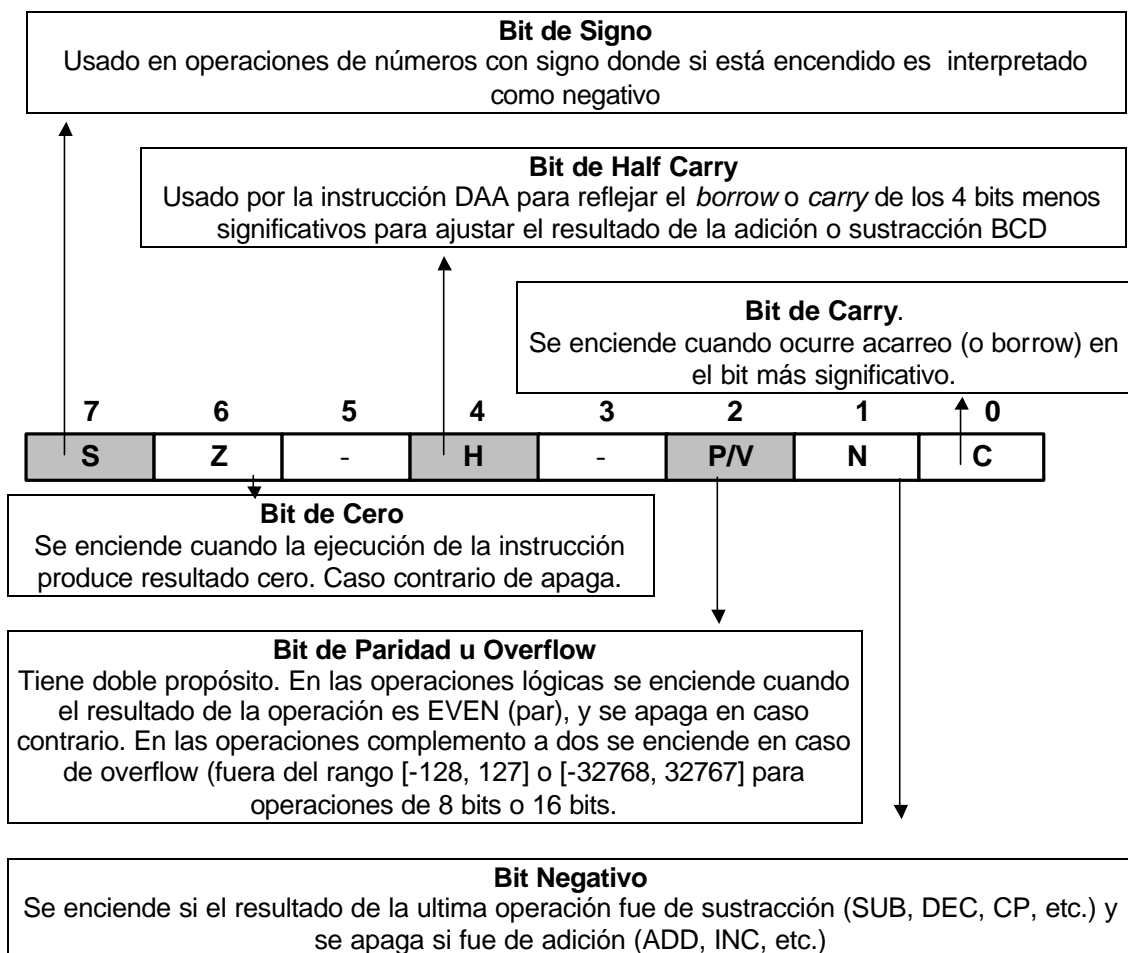 Bit de Signo
Usado en operaciones de números con signo donde si está encendido es interpretado
como negativo
Bit de Half Carry
Usado por la instrucción DAA para reflejar el borrow o carry de los 4 bits menos
significativos para ajustar el resultado de la adición o sustracción BCD
Bit de Carry.
Se enciende cuando ocurre acarreo (o borrow) en
el bit más significativo.
7 6 5 4 3 2 1 0
S Z - H - P/V N C
Bit de Cero
Se enciende cuando la ejecución de la instrucción
produce resultado cero. Caso contrario de apaga.
Bit de Paridad u Overflow
Tiene doble propósito. En las operaciones lógicas se enciende cuando
el resultado de la operación es EVEN (par), y se apaga en caso
contrario. En las operaciones complemento a dos se enciende en caso
de overflow (fuera del rango [-128, 127] o [-32768, 32767] para
operaciones de 8 bits o 16 bits.
Bit Negativo
Se enciende si el resultado de la ultima operación fue de sustracción (SUB, DEC, CP, etc.) y
se apaga si fue de adición (ADD, INC, etc.)